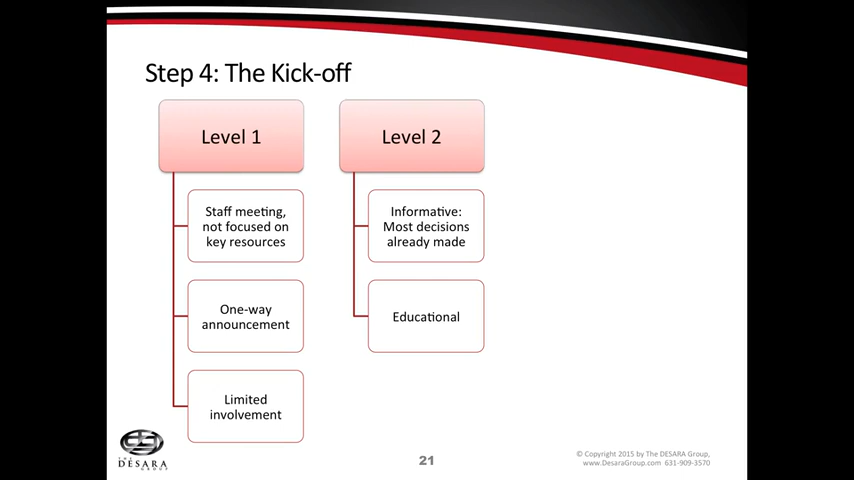 Step 4: The Kick-off
Level 1
Staff meeting,
not focused on
key resources
One-way
announcement
Limited
involvement
Level 2
Informative:
Most decisions
already made
Educational
THE
DESARA
GROUP
21
© Copyright 2015 by The DESARA Group,
www.DesaraGroup.com 631-909-3570